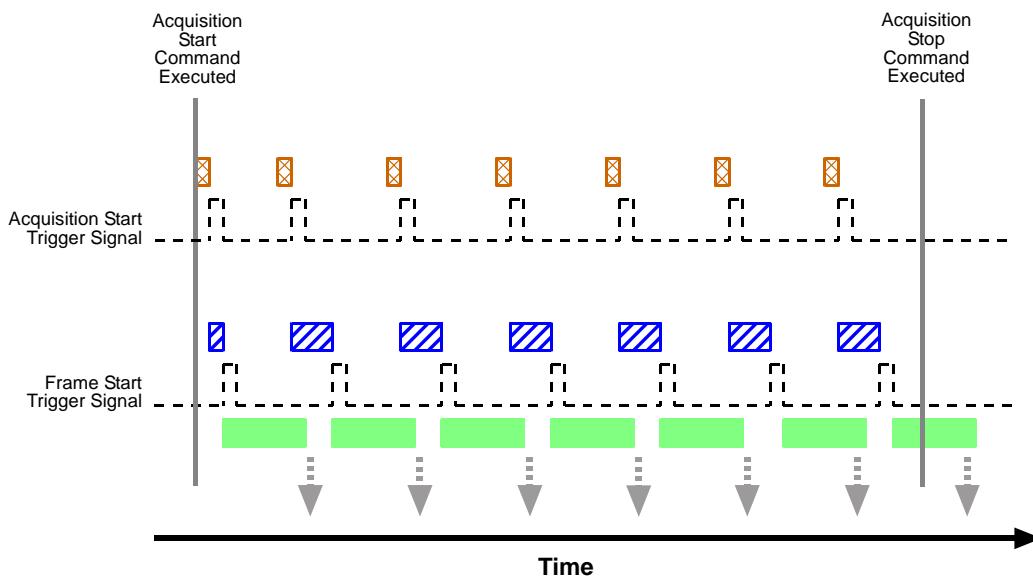 Acquisition
Start
Command
Executed
Acquisition
Stop
Command
Executed
Acquisition Start
Trigger Signal
Frame Start
Trigger Signal
Time